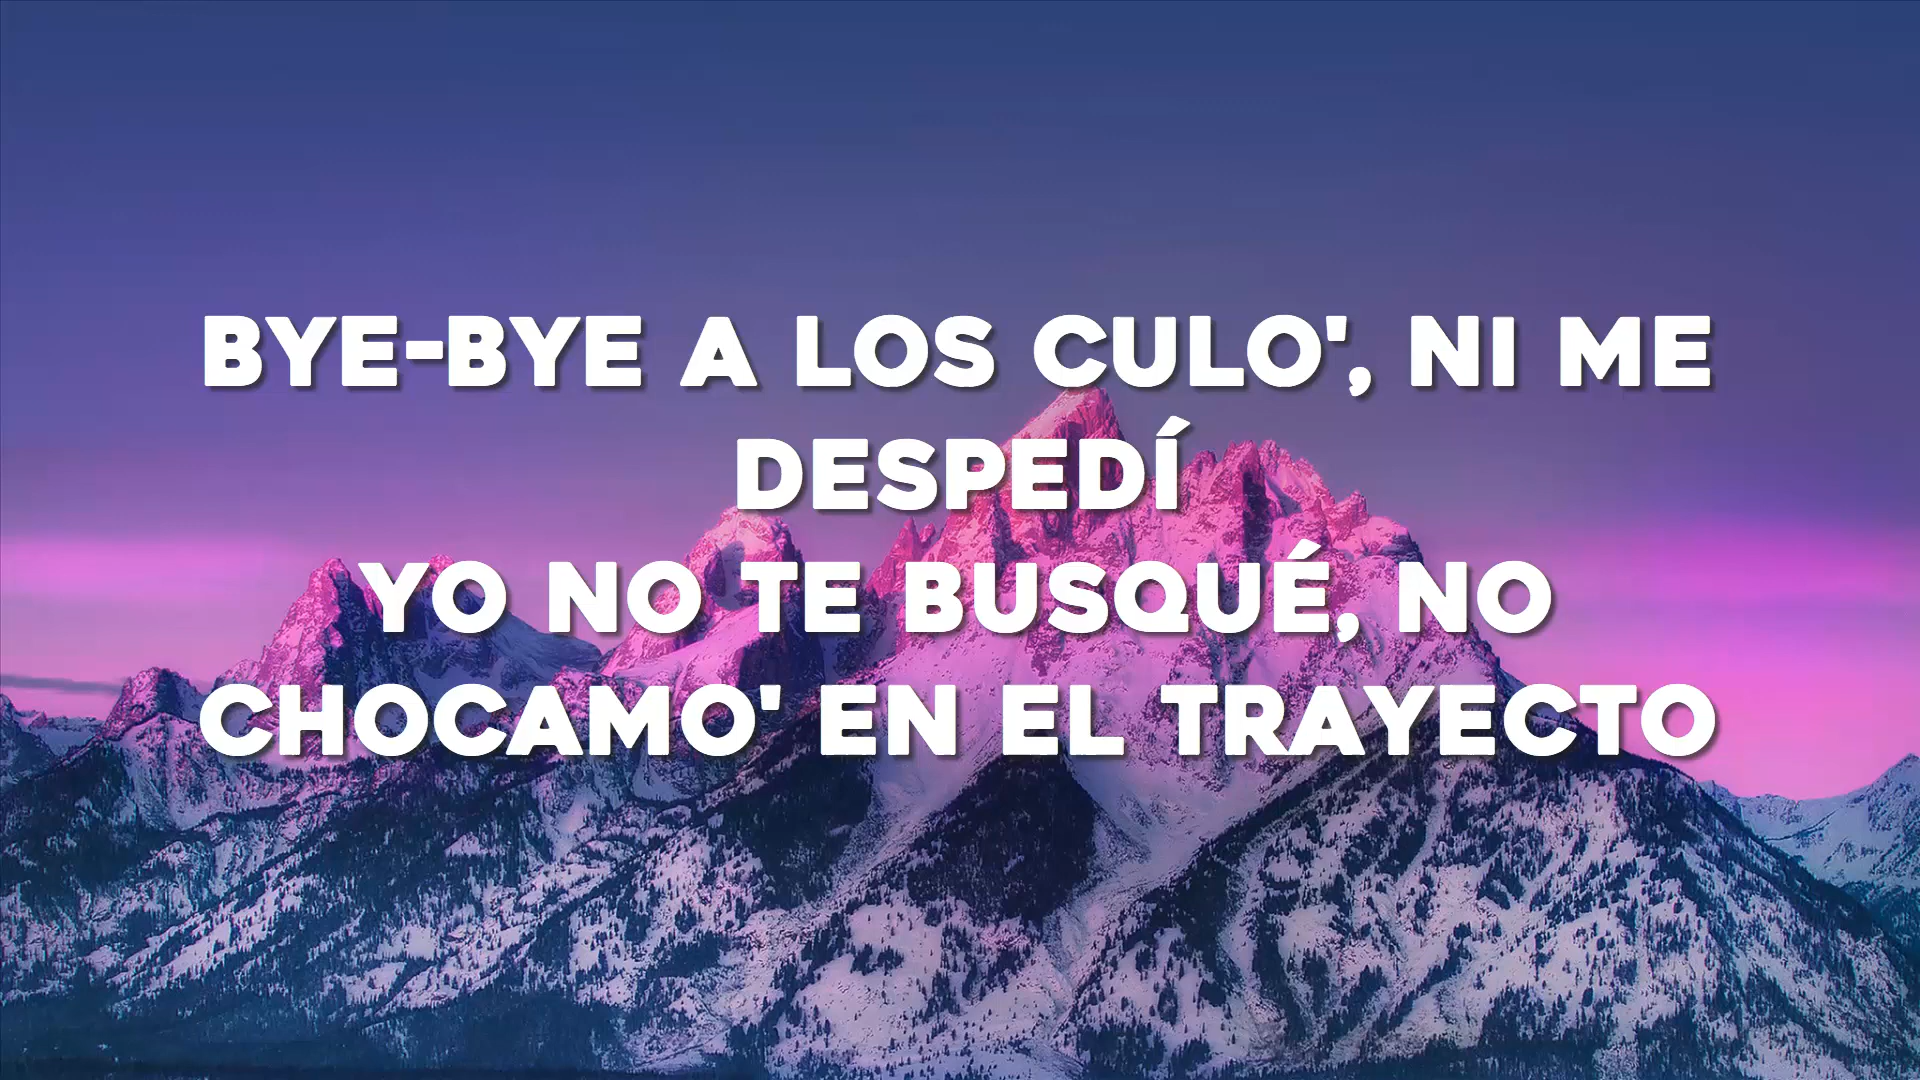 BYE-BYE A LOS CULO', NI ME
DESPEDÍ
YO NO TE BUSQUÉ, NO
CHOCAMO' EN EL TRAYECTO